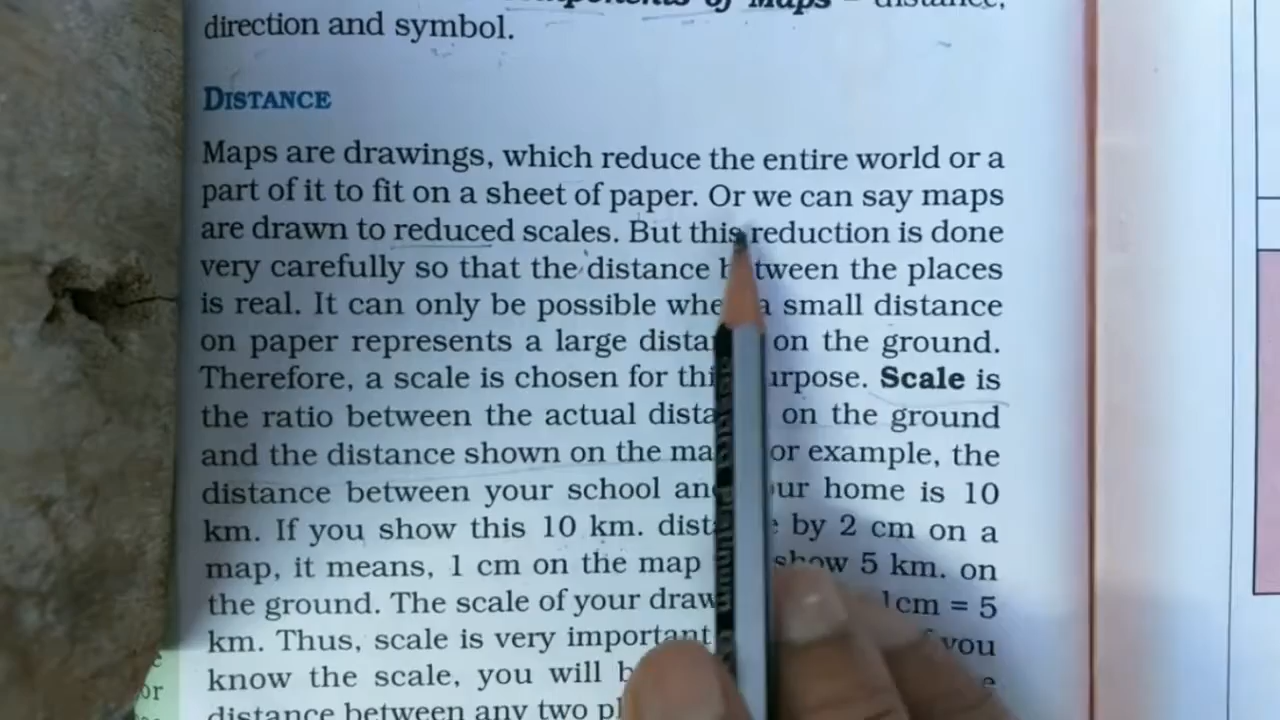 of Maps – distance,
direction and symbol.
DISTANCE
Maps are drawings, which reduce the entire world or a
part of it to fit on a sheet of paper. Or we can say maps
are drawn to reduced scales. But this reduction is done
very carefully so that the distance between the places
is real. It can only be possible when a small distance
on paper represents a large distance on the ground.
Therefore, a scale is chosen for this purpose. Scale is
the ratio between the actual distance on the ground
and the distance shown on the map. For example, the
distance between your school and your home is 10
km. If you show this 10 km. distance by 2 cm on a
map, it means, 1 cm on the map show 5 km. on
the ground. The scale of your 1cm = 5
km. Thus, scale is very important you
know the scale, you will
distance between any two
or